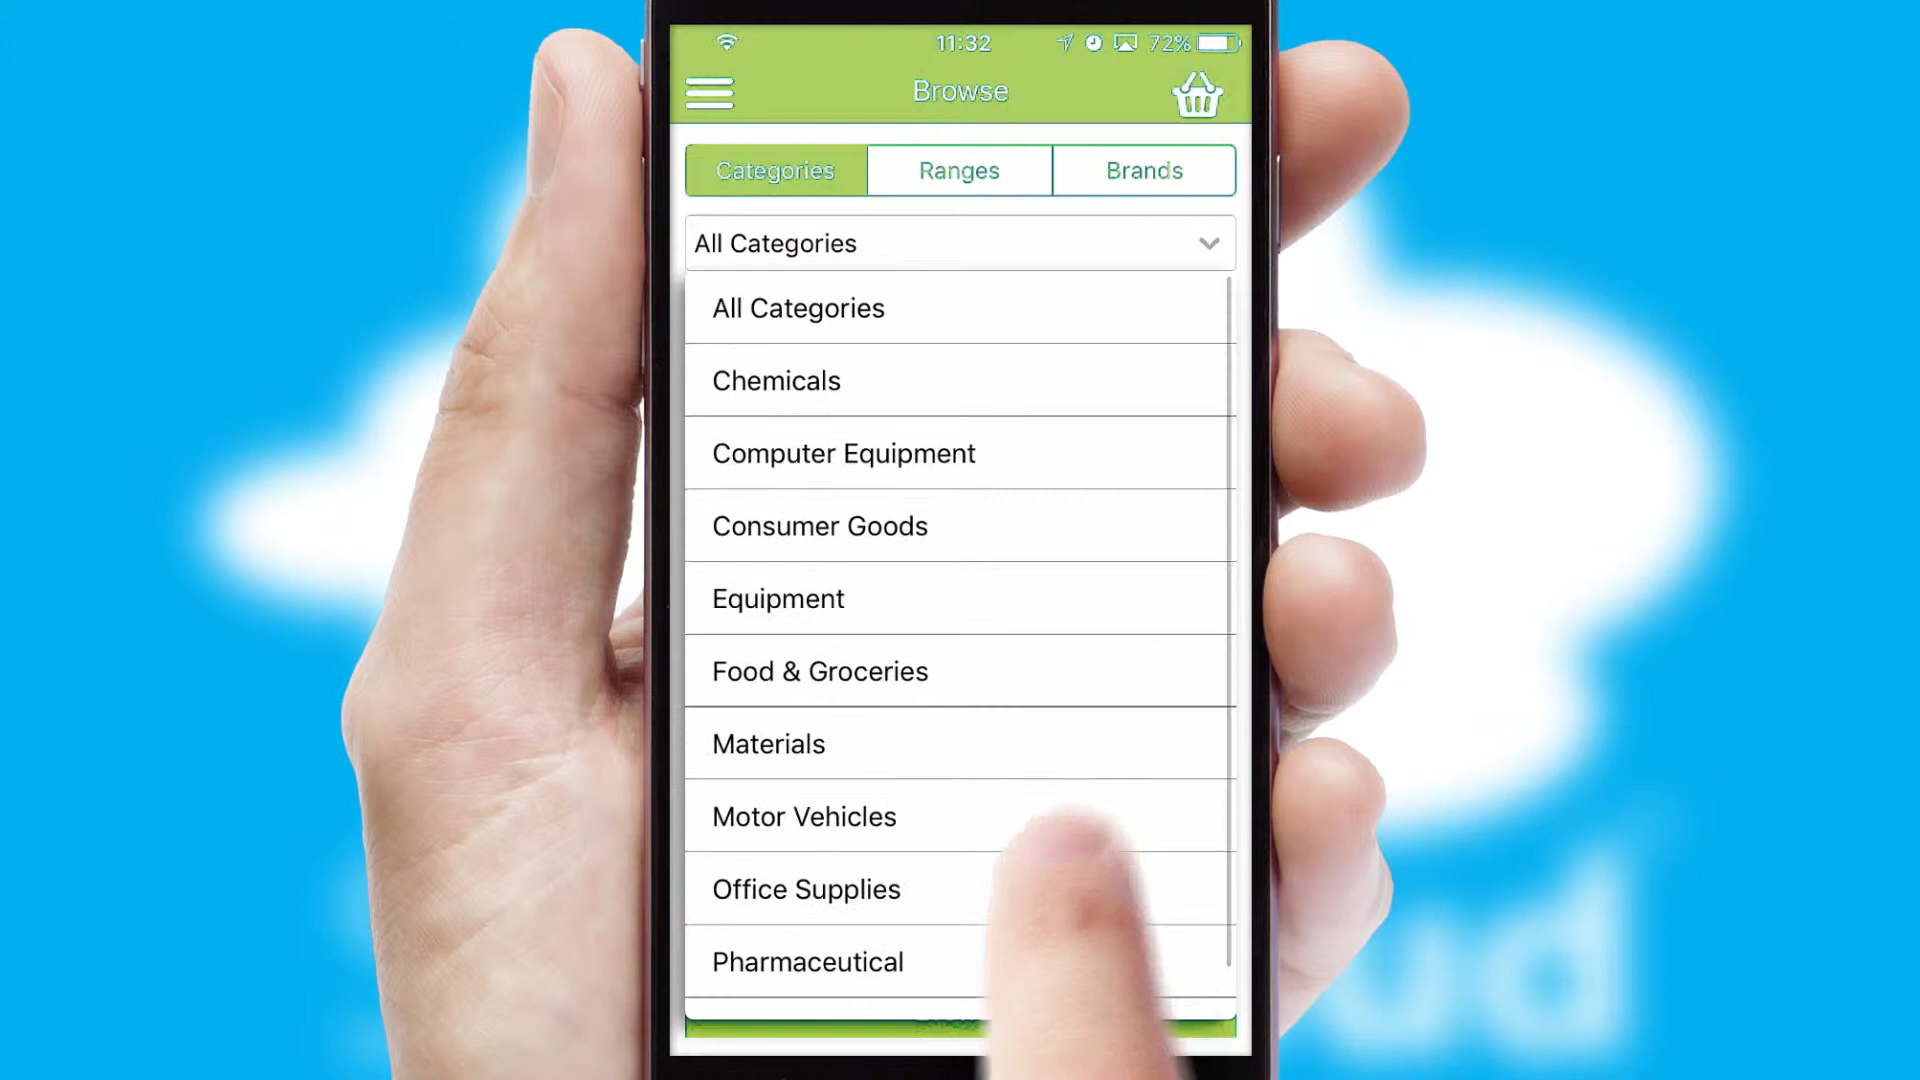 11:32
72%
Browse
Categories
Ranges
Brands
All Categories
All Categories
Chemicals
Computer Equipment
Consumer Goods
Equipment
Food & Groceries
Materials
Motor Vehicles
Office Supplies
Pharmaceutical
ud